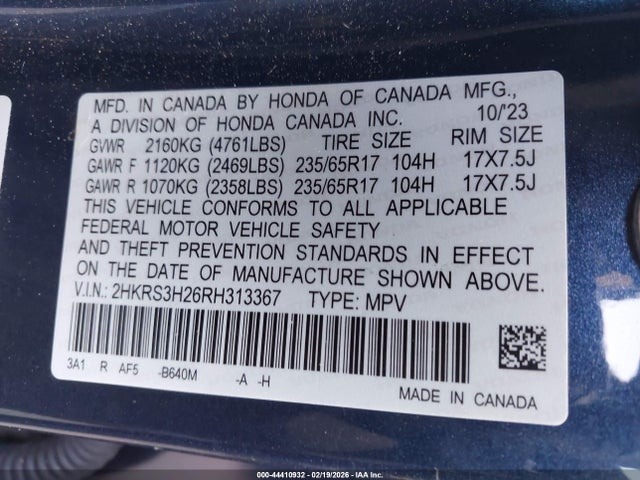 MFD. IN CANADA BY HONDA OF CANADA MFG.,
A DIVISION OF HONDA CANADA INC. 10/'23
GVWR 2160KG (4761LBS) TIRE SIZE RIM SIZE
GAWR F 1120KG (2469LBS) 235/65R17 104H 17X7.5J
GAWR R 1070KG (2358LBS) 235/65R17 104H 17X7.5J
THIS VEHICLE CONFORMS TO ALL APPLICABLE
FEDERAL MOTOR VEHICLE SAFETY
AND THEFT PREVENTION STANDARDS IN EFFECT
ON THE DATE OF MANUFACTURE SHOWN ABOVE.
V.I.N.: 2HKRS3H26RH313367 TYPE: MPV
3A1 R AF5 -B640M -A -H
MADE IN CANADA
000-44410932 - 02/19/2026 - IAA Inc.